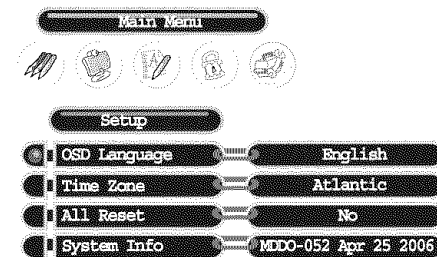 Main Menu
Setup
OSD Language English
Time Zone Atlantic
All Reset No
System Info MDDO-052 Apr 25 2006